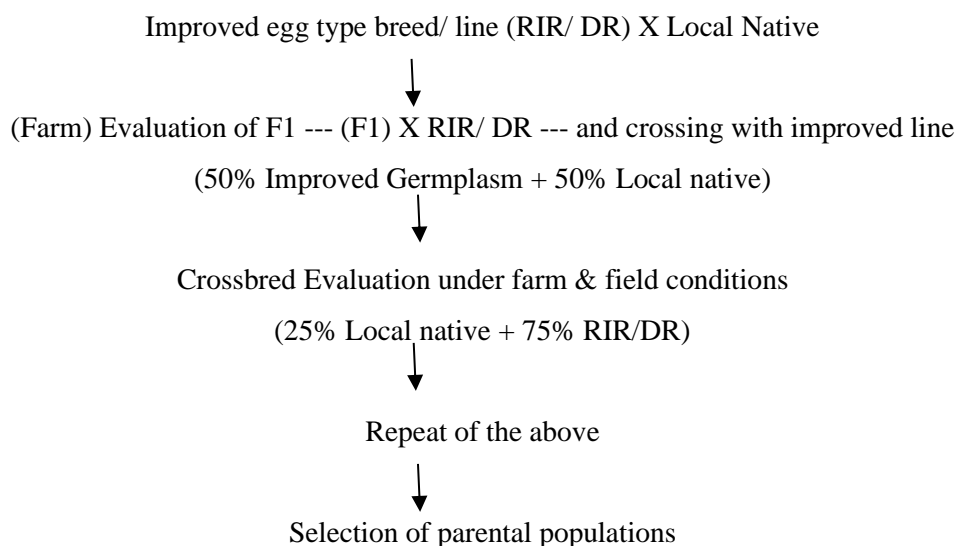 Improved egg type breed/ line (RIR/ DR) X Local Native
(Farm) Evaluation of F1 --- (F1) X RIR/ DR --- and crossing with improved line
(50% Improved Germplasm + 50% Local native)
Crossbred Evaluation under farm & field conditions
(25% Local native + 75% RIR/DR)
Repeat of the above
Selection of parental populations